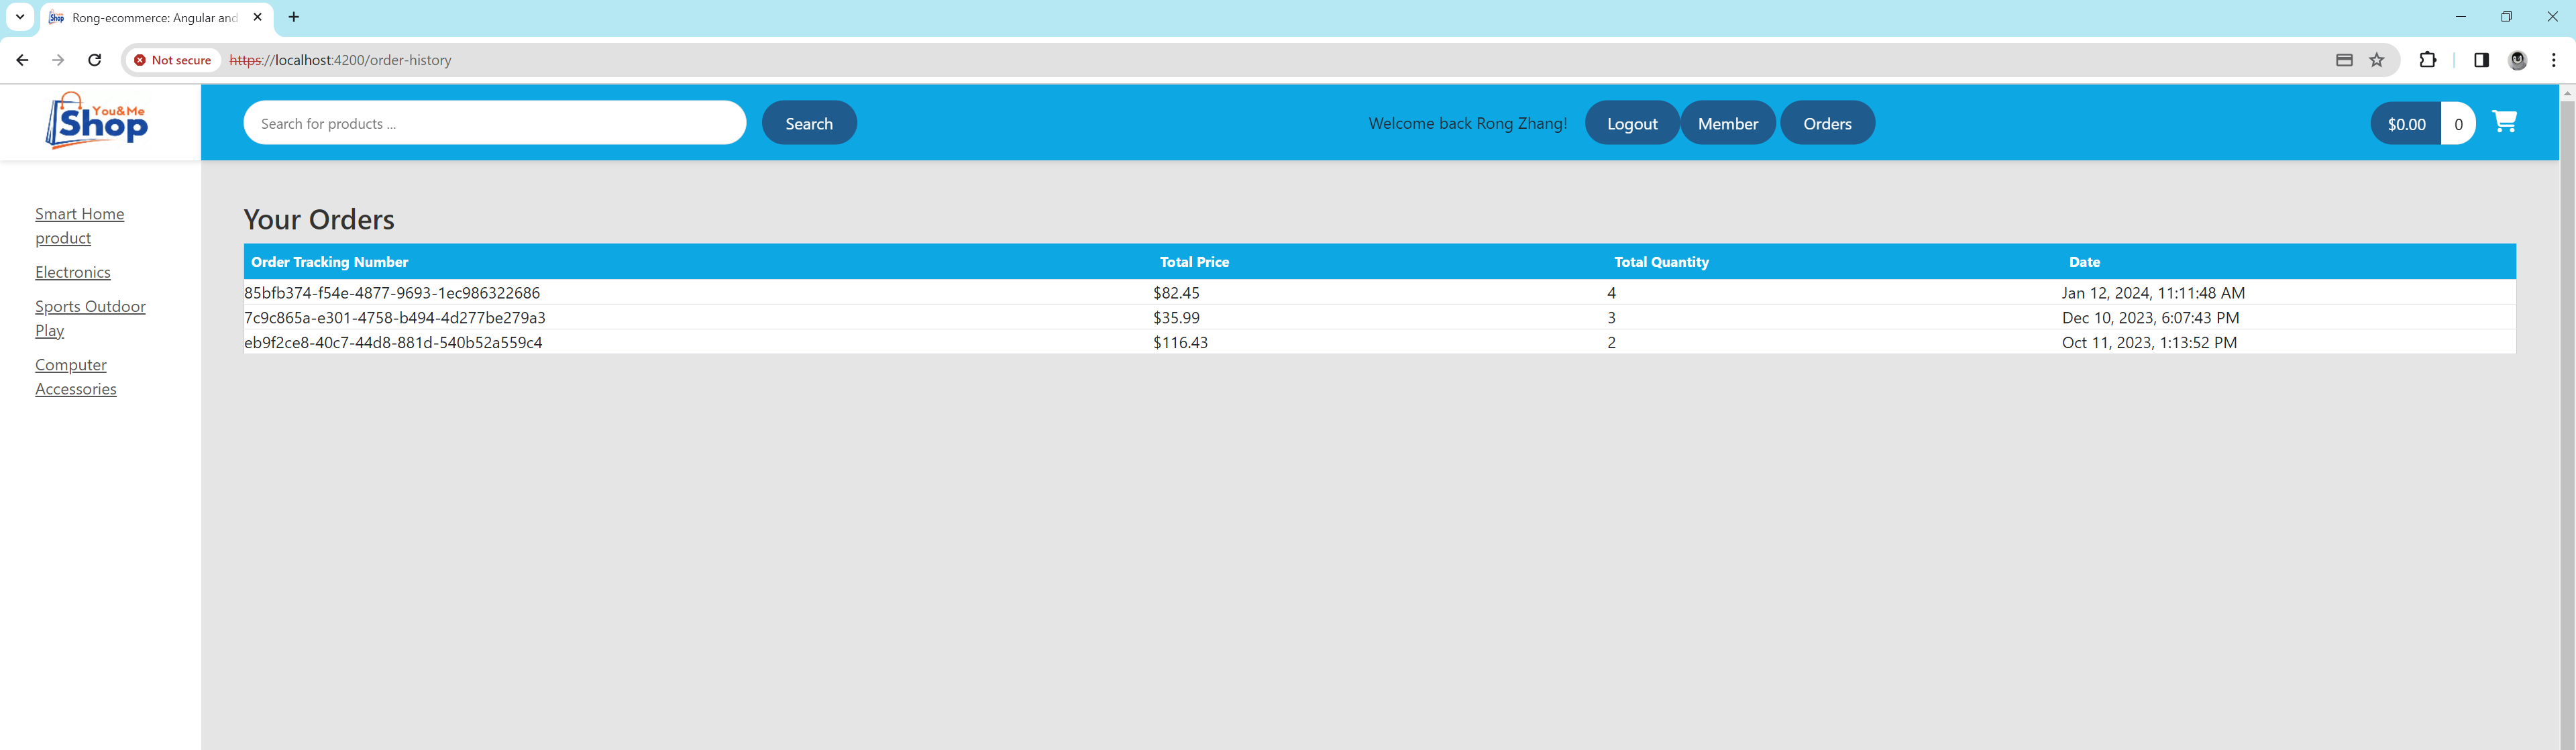 Rong-ecommerce: Angular and
Not secure https://localhost:4200/order-history
You&Me
Shop
Search for products ...
Search
Welcome back Rong Zhang!
Logout
Member
Orders
$0.00
0
Smart Home
product
Electronics
Sports Outdoor
Play
Computer
Accessories
Your Orders
Order Tracking Number Total Price Total Quantity Date
85bfb374-f54e-4877-9693-1ec986322686 $82.45 4 Jan 12, 2024, 11:11:48 AM
7c9c865a-e301-4758-b494-4d277be279a3 $35.99 3 Dec 10, 2023, 6:07:43 PM
eb9f2ce8-40c7-44d8-881d-540b52a559c4 $116.43 2 Oct 11, 2023, 1:13:52 PM